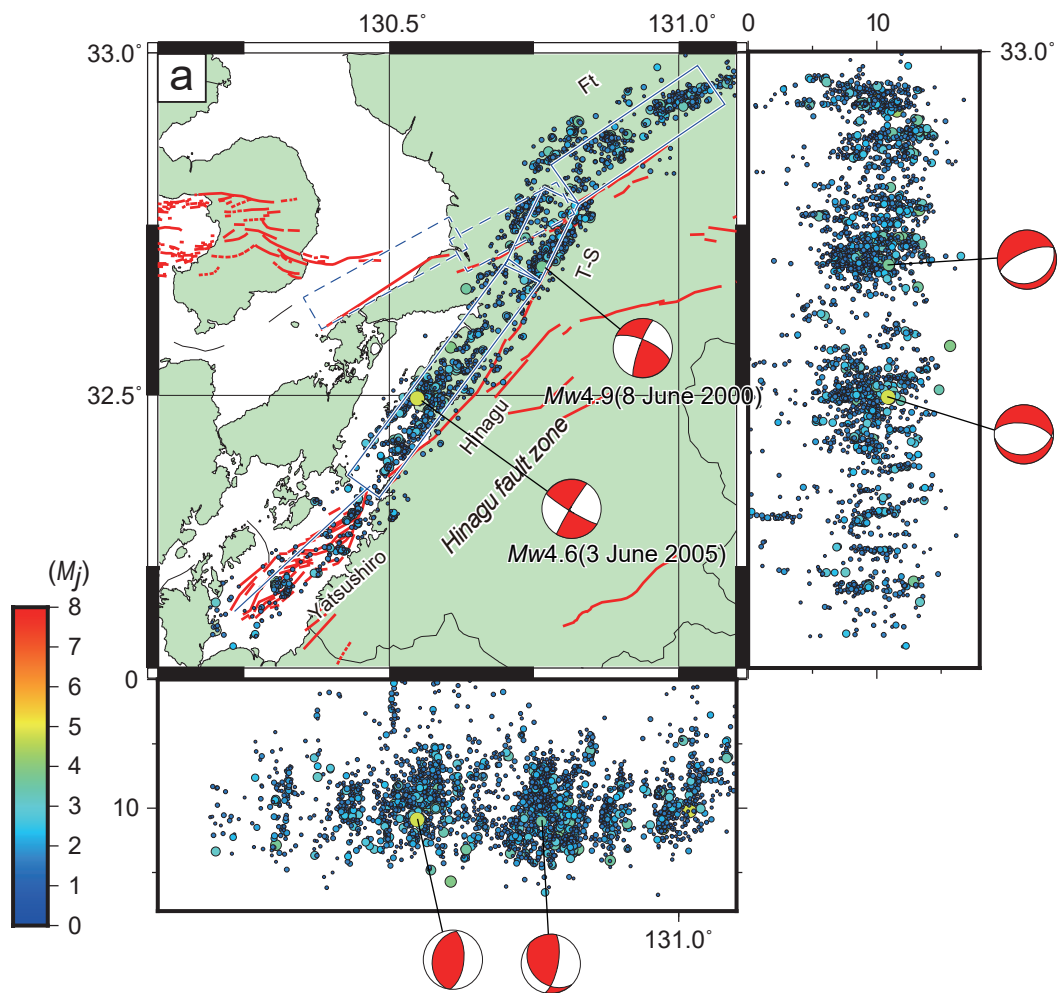 130.5°
131.0°
0
10
33.0°
33.0°
a
Ft
T-S
Mw4.9(8 June 2000)
32.5°
HInagu
Hinagu fault zone
Mw4.6(3 June 2005)
Yatsushiro
(Mj)
8
7
6
5
4
3
2
1
0
0
10
131.0°